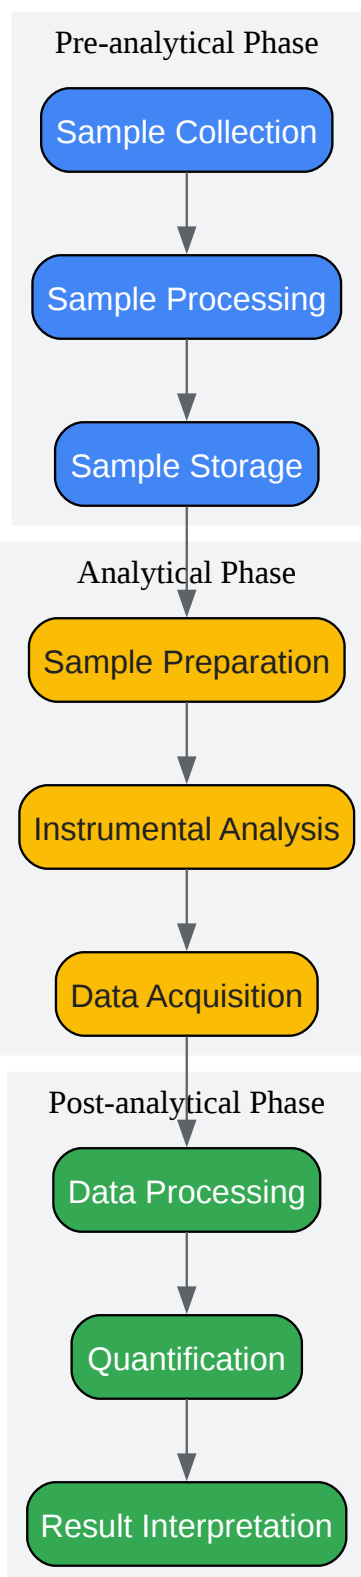 Pre-analytical Phase
Sample Collection
Sample Processing
Sample Storage
Analytical Phase
Sample Preparation
Instrumental Analysis
Data Acquisition
Post-analytical Phase
Data Processing
Quantification
Result Interpretation